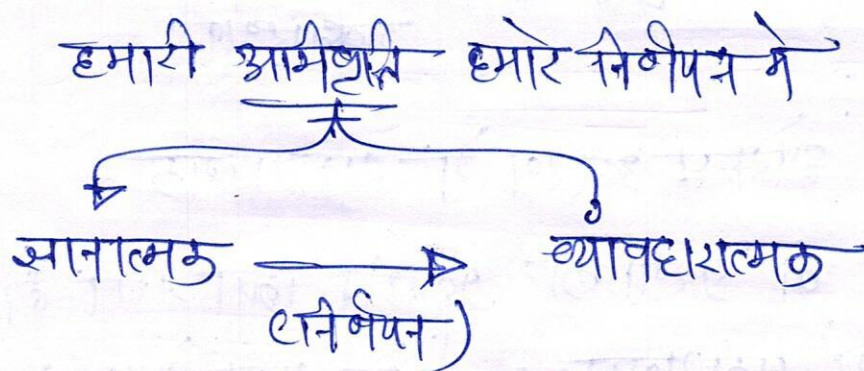 हमारी अभिवृत्ति हमारे निर्णयन मे
ज्ञानात्मक → व्यावहारात्मक
(निर्णयन)